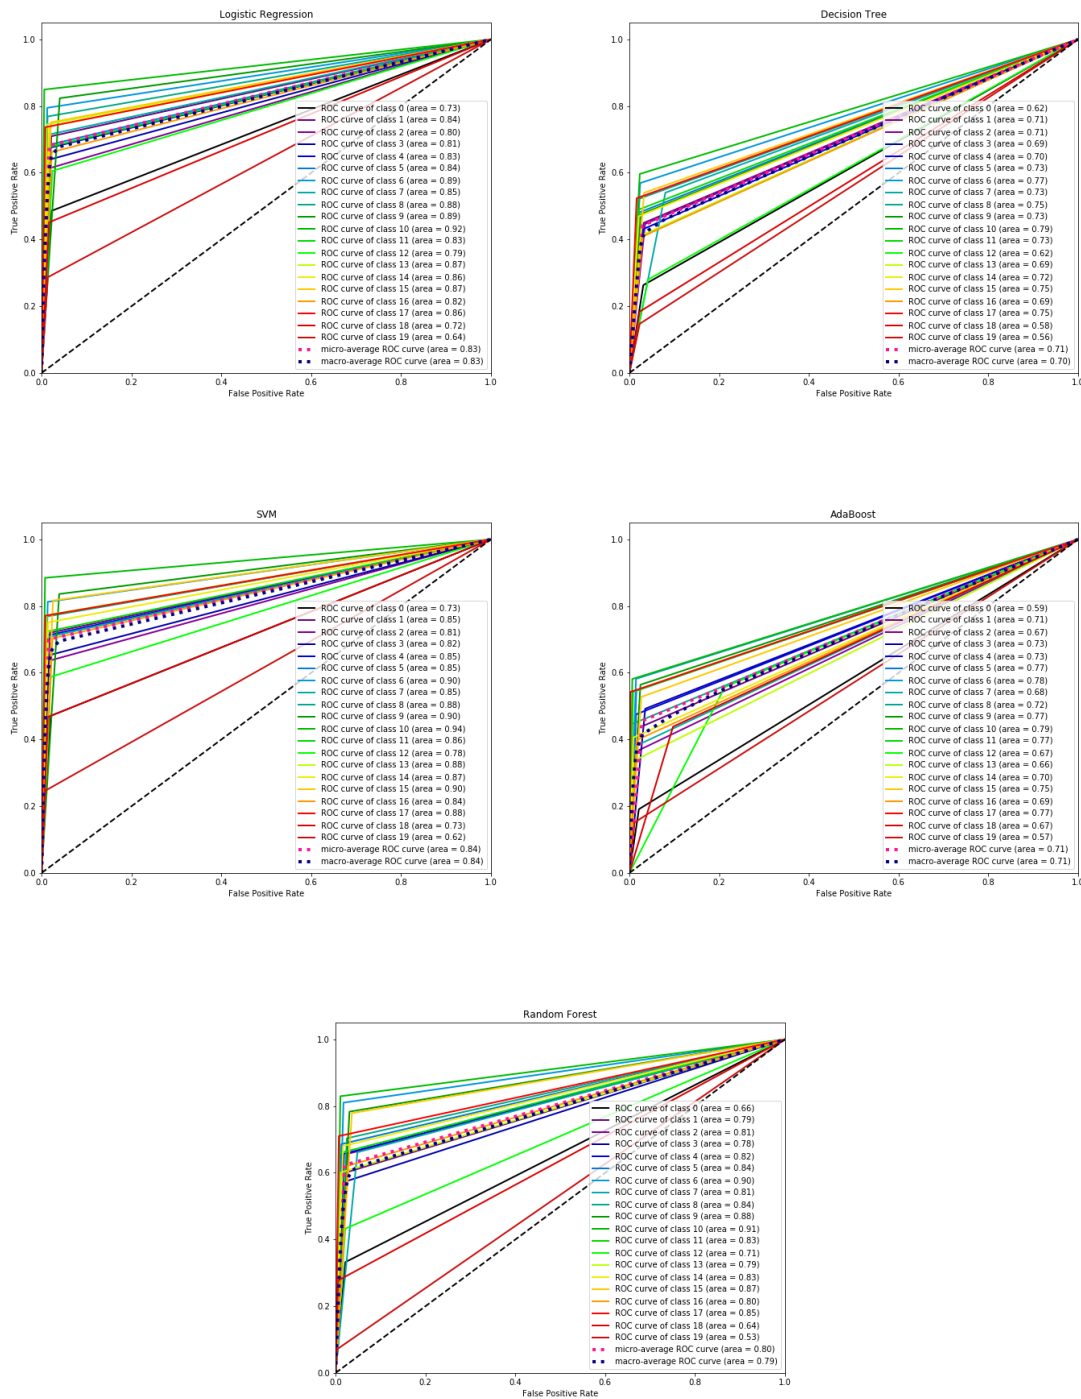 Logistic Regression
1.0
0.8
0.6
0.4
0.2
0.0
True Positive Rate
ROC curve of class 0 (area = 0.73)
ROC curve of class 1 (area = 0.84)
ROC curve of class 2 (area = 0.80)
ROC curve of class 3 (area = 0.81)
ROC curve of class 4 (area = 0.83)
ROC curve of class 5 (area = 0.84)
ROC curve of class 6 (area = 0.89)
ROC curve of class 7 (area = 0.85)
ROC curve of class 8 (area = 0.88)
ROC curve of class 9 (area = 0.89)
ROC curve of class 10 (area = 0.92)
ROC curve of class 11 (area = 0.83)
ROC curve of class 12 (area = 0.79)
ROC curve of class 13 (area = 0.87)
ROC curve of class 14 (area = 0.86)
ROC curve of class 15 (area = 0.87)
ROC curve of class 16 (area = 0.82)
ROC curve of class 17 (area = 0.86)
ROC curve of class 18 (area = 0.72)
ROC curve of class 19 (area = 0.64)
micro-average ROC curve (area = 0.83)
macro-average ROC curve (area = 0.83)
0.0 0.2 0.4 0.6 0.8 1.0
False Positive Rate
Decision Tree
1.0
0.8
0.6
0.4
0.2
0.0
True Positive Rate
ROC curve of class 0 (area = 0.62)
ROC curve of class 1 (area = 0.71)
ROC curve of class 2 (area = 0.71)
ROC curve of class 3 (area = 0.69)
ROC curve of class 4 (area = 0.70)
ROC curve of class 5 (area = 0.73)
ROC curve of class 6 (area = 0.77)
ROC curve of class 7 (area = 0.73)
ROC curve of class 8 (area = 0.75)
ROC curve of class 9 (area = 0.73)
ROC curve of class 10 (area = 0.79)
ROC curve of class 11 (area = 0.73)
ROC curve of class 12 (area = 0.62)
ROC curve of class 13 (area = 0.69)
ROC curve of class 14 (area = 0.72)
ROC curve of class 15 (area = 0.75)
ROC curve of class 16 (area = 0.69)
ROC curve of class 17 (area = 0.75)
ROC curve of class 18 (area = 0.58)
ROC curve of class 19 (area = 0.56)
micro-average ROC curve (area = 0.71)
macro-average ROC curve (area = 0.70)
0.0 0.2 0.4 0.6 0.8 1.0
False Positive Rate
SVM
1.0
0.8
0.6
0.4
0.2
0.0
True Positive Rate
ROC curve of class 0 (area = 0.73)
ROC curve of class 1 (area = 0.85)
ROC curve of class 2 (area = 0.81)
ROC curve of class 3 (area = 0.82)
ROC curve of class 4 (area = 0.85)
ROC curve of class 5 (area = 0.85)
ROC curve of class 6 (area = 0.90)
ROC curve of class 7 (area = 0.85)
ROC curve of class 8 (area = 0.88)
ROC curve of class 9 (area = 0.90)
ROC curve of class 10 (area = 0.94)
ROC curve of class 11 (area = 0.86)
ROC curve of class 12 (area = 0.78)
ROC curve of class 13 (area = 0.88)
ROC curve of class 14 (area = 0.87)
ROC curve of class 15 (area = 0.90)
ROC curve of class 16 (area = 0.84)
ROC curve of class 17 (area = 0.88)
ROC curve of class 18 (area = 0.73)
ROC curve of class 19 (area = 0.62)
micro-average ROC curve (area = 0.84)
macro-average ROC curve (area = 0.84)
0.0 0.2 0.4 0.6 0.8 1.0
False Positive Rate
AdaBoost
1.0
0.8
0.6
0.4
0.2
0.0
True Positive Rate
ROC curve of class 0 (area = 0.59)
ROC curve of class 1 (area = 0.71)
ROC curve of class 2 (area = 0.67)
ROC curve of class 3 (area = 0.73)
ROC curve of class 4 (area = 0.73)
ROC curve of class 5 (area = 0.77)
ROC curve of class 6 (area = 0.78)
ROC curve of class 7 (area = 0.68)
ROC curve of class 8 (area = 0.72)
ROC curve of class 9 (area = 0.77)
ROC curve of class 10 (area = 0.79)
ROC curve of class 11 (area = 0.77)
ROC curve of class 12 (area = 0.67)
ROC curve of class 13 (area = 0.66)
ROC curve of class 14 (area = 0.70)
ROC curve of class 15 (area = 0.75)
ROC curve of class 16 (area = 0.69)
ROC curve of class 17 (area = 0.77)
ROC curve of class 18 (area = 0.67)
ROC curve of class 19 (area = 0.57)
micro-average ROC curve (area = 0.71)
macro-average ROC curve (area = 0.71)
0.0 0.2 0.4 0.6 0.8 1.0
False Positive Rate
Random Forest
1.0
0.8
0.6
0.4
0.2
0.0
True Positive Rate
ROC curve of class 0 (area = 0.66)
ROC curve of class 1 (area = 0.79)
ROC curve of class 2 (area = 0.81)
ROC curve of class 3 (area = 0.78)
ROC curve of class 4 (area = 0.82)
ROC curve of class 5 (area = 0.84)
ROC curve of class 6 (area = 0.90)
ROC curve of class 7 (area = 0.81)
ROC curve of class 8 (area = 0.84)
ROC curve of class 9 (area = 0.88)
ROC curve of class 10 (area = 0.91)
ROC curve of class 11 (area = 0.83)
ROC curve of class 12 (area = 0.71)
ROC curve of class 13 (area = 0.79)
ROC curve of class 14 (area = 0.83)
ROC curve of class 15 (area = 0.87)
ROC curve of class 16 (area = 0.80)
ROC curve of class 17 (area = 0.85)
ROC curve of class 18 (area = 0.64)
ROC curve of class 19 (area = 0.53)
micro-average ROC curve (area = 0.80)
macro-average ROC curve (area = 0.79)
0.0 0.2 0.4 0.6 0.8 1.0
False Positive Rate